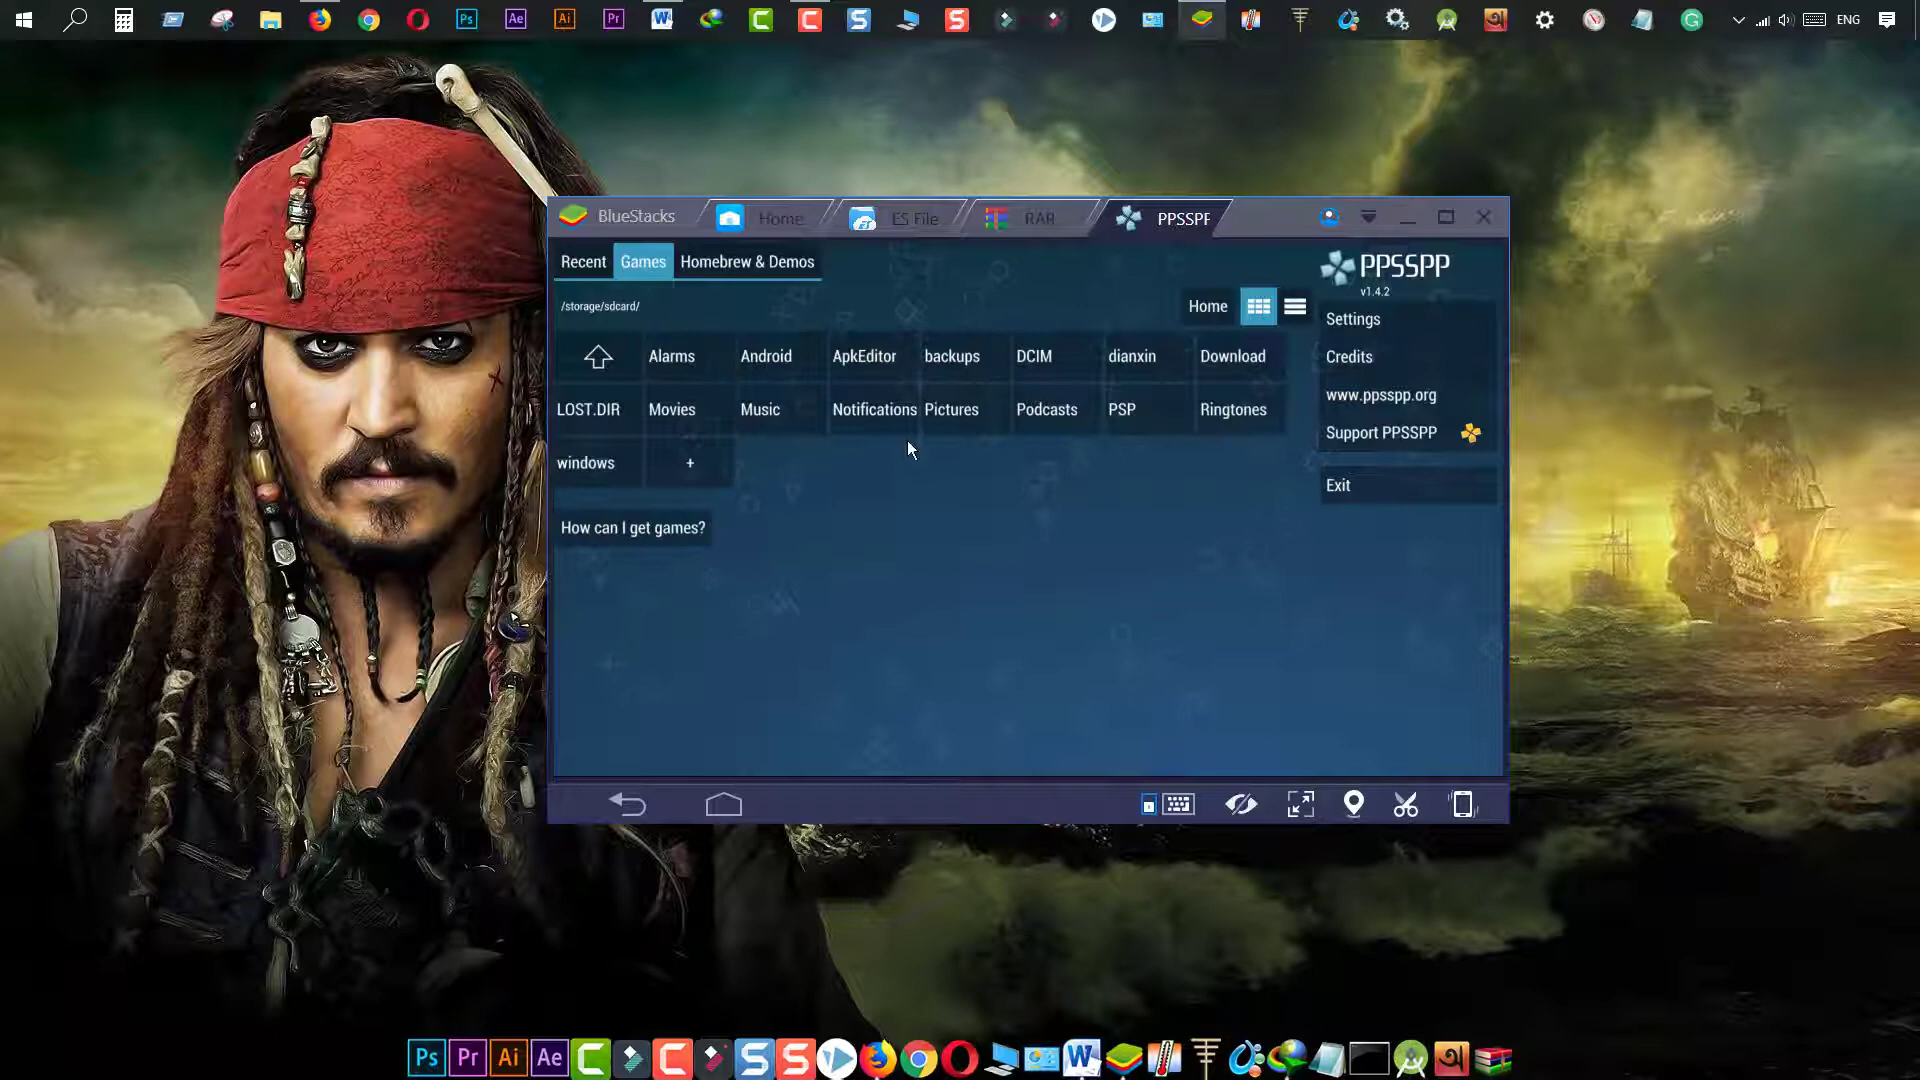 ENG
BlueStacks
Home
ES File
RAR
PPSSPF
Recent
Games
Homebrew & Demos
PPSSPP
v1.4.2
/storage/sdcard/
Home
Settings
Alarms
Android
ApkEditor
backups
DCIM
dianxin
Download
Credits
www.ppsspp.org
LOST.DIR
Movies
Music
Notifications
Pictures
Podcasts
PSP
Ringtones
Support PPSSPP
windows
+
Exit
How can I get games?
Ps
Pr
Ai
Ae